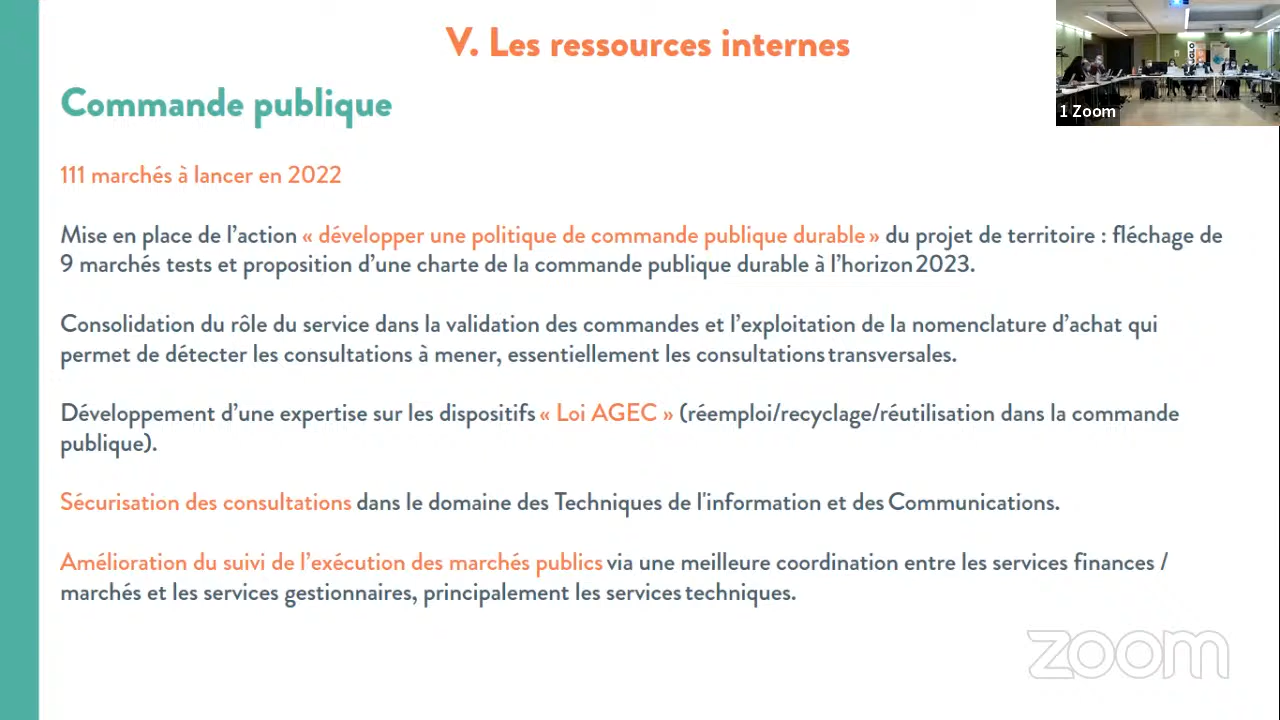 V. Les ressources internes
Commande publique
1 Zoom
111 marchés à lancer en 2022
Mise en place de l’action « développer une politique de commande publique durable » du projet de territoire : fléchage de
9 marchés tests et proposition d’une charte de la commande publique durable à l’horizon 2023.
Consolidation du rôle du service dans la validation des commandes et l’exploitation de la nomenclature d’achat qui
permet de détecter les consultations à mener, essentiellement les consultations transversales.
Développement d’une expertise sur les dispositifs « Loi AGEC » (réemploi/recyclage/réutilisation dans la commande
publique).
Sécurisation des consultations dans le domaine des Techniques de l'information et des Communications.
Amélioration du suivi de l’exécution des marchés publics via une meilleure coordination entre les services finances /
marchés et les services gestionnaires, principalement les services techniques.
zoom